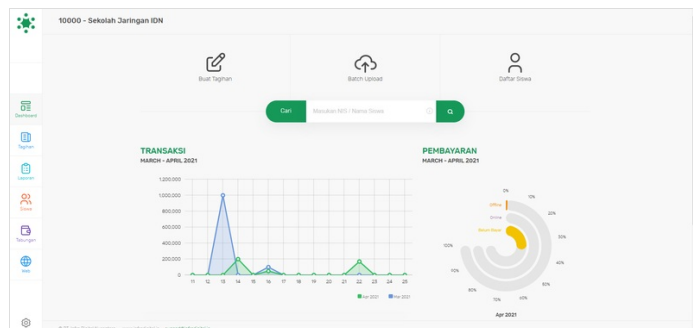 10000 - Sekolah Jaringan IDN
Buat Tagihan
Batch Upload
Daftar Siswa
Dashboard
Tagihan
Laporan
Siswa
Tabungan
Web
Cari
Masukan NIS / Nama Siswa
TRANSAKSI
MARCH - APRIL 2021
1,200,000
1,000,000
800,000
600,000
400,000
200,000
0
11 12 13 14 15 16 17 18 19 20 21 22 23 24 25
Apr 2021 Mar 2021
PEMBAYARAN
MARCH - APRIL 2021
Offline
Online
0%
10%
20%
30%
40%
50%
60%
70%
80%
90%
100%
Apr 2021